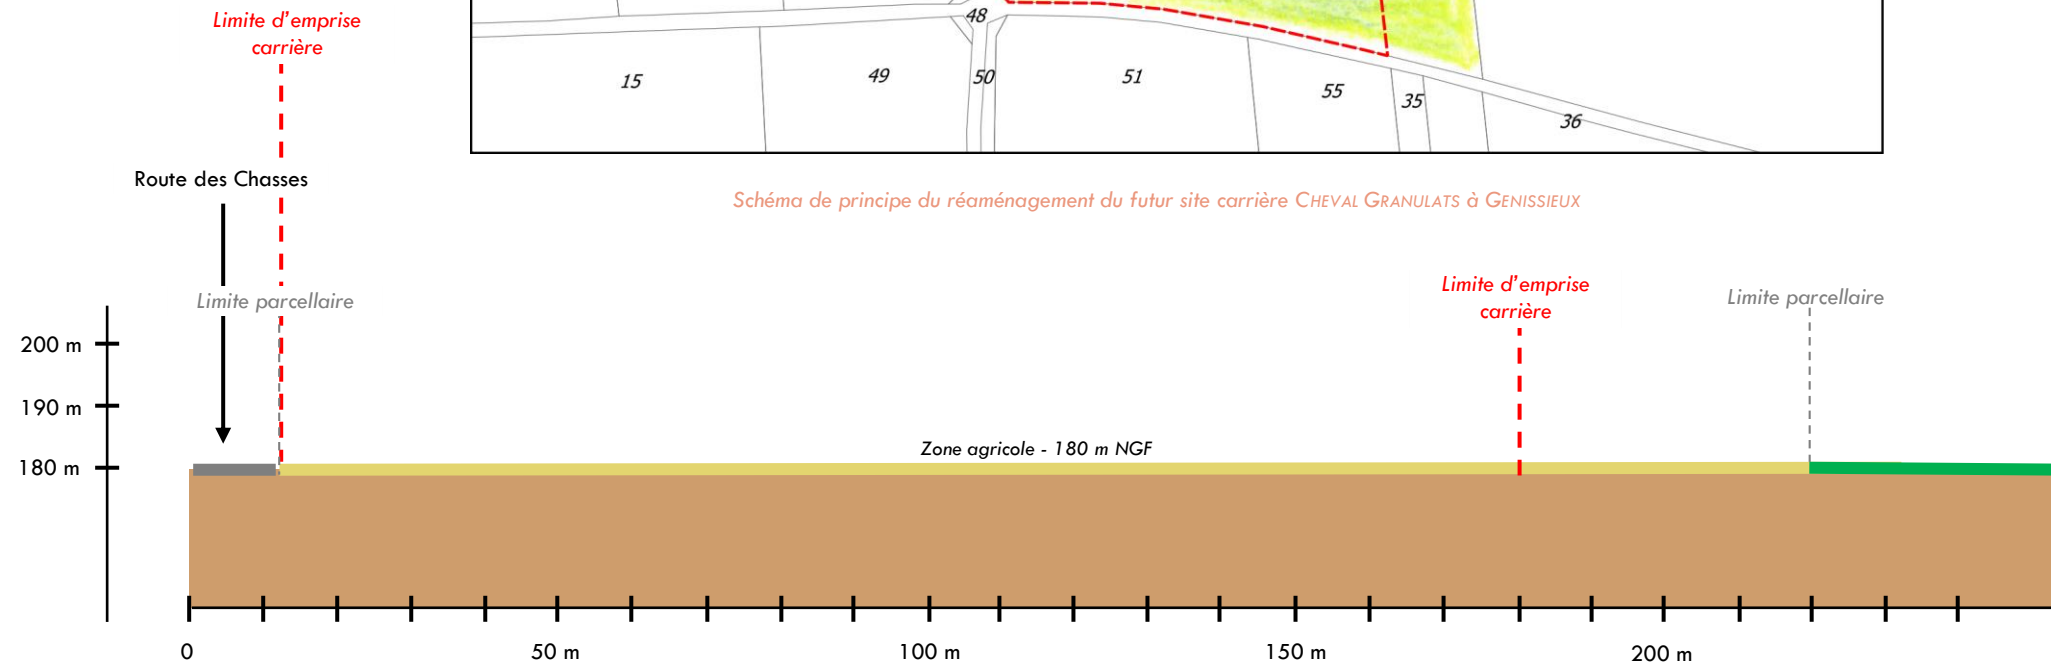 Limite d'emprise
carrière
48
15
49
50
51
55
35
36
Route des Chasses
Schéma de principe du réaménagement du futur site carrière CHEVAL GRANULATS à GENISSIEUX
Limite parcellaire
Limite d'emprise
carrière
Limite parcellaire
200 m
190 m
180 m
Zone agricole - 180 m NGF
0
50 m
100 m
150 m
200 m